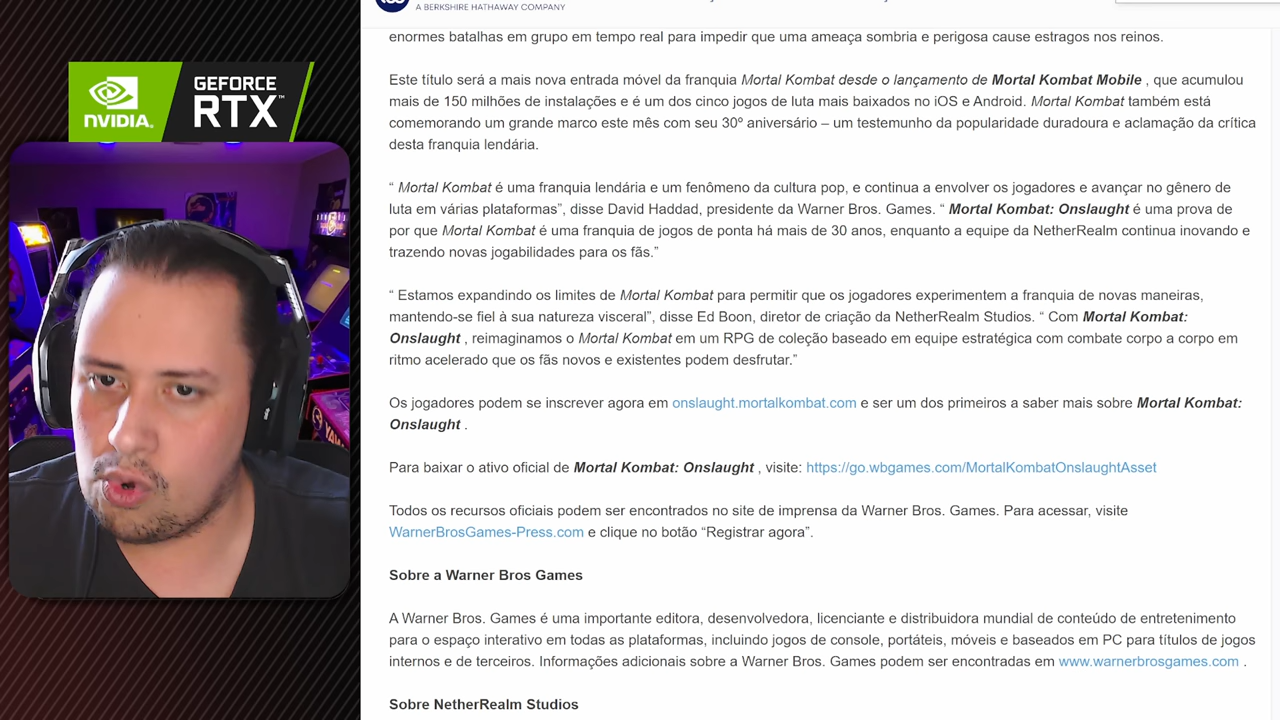 A BERKSHIRE HATHAWAY COMPANY
enormes batalhas em grupo em tempo real para impedir que uma ameaça sombria e perigosa cause estragos nos reinos.
NVIDIA.
GEFORCE
RTX™
Este título será a mais nova entrada móvel da franquia Mortal Kombat desde o lançamento de Mortal Kombat Mobile , que acumulou
mais de 150 milhões de instalações e é um dos cinco jogos de luta mais baixados no iOS e Android. Mortal Kombat também está
comemorando um grande marco este mês com seu 30º aniversário – um testemunho da popularidade duradoura e aclamação da crítica
desta franquia lendária.
“ Mortal Kombat é uma franquia lendária e um fenômeno da cultura pop, e continua a envolver os jogadores e avançar no gênero de
luta em várias plataformas”, disse David Haddad, presidente da Warner Bros. Games. “ Mortal Kombat: Onslaught é uma prova de
por que Mortal Kombat é uma franquia de jogos de ponta há mais de 30 anos, enquanto a equipe da NetherRealm continua inovando e
trazendo novas jogabilidades para os fãs.”
“ Estamos expandindo os limites de Mortal Kombat para permitir que os jogadores experimentem a franquia de novas maneiras,
mantendo-se fiel à sua natureza visceral”, disse Ed Boon, diretor de criação da NetherRealm Studios. “ Com Mortal Kombat:
Onslaught , reimaginamos o Mortal Kombat em um RPG de coleção baseado em equipe estratégica com combate corpo a corpo em
ritmo acelerado que os fãs novos e existentes podem desfrutar.”
Os jogadores podem se inscrever agora em onslaught.mortalkombat.com e ser um dos primeiros a saber mais sobre Mortal Kombat:
Onslaught .
Para baixar o ativo oficial de Mortal Kombat: Onslaught , visite: https://go.wbgames.com/MortalKombatOnslaughtAsset
Todos os recursos oficiais podem ser encontrados no site de imprensa da Warner Bros. Games. Para acessar, visite
WarnerBrosGames-Press.com e clique no botão “Registrar agora”.
Sobre a Warner Bros Games
A Warner Bros. Games é uma importante editora, desenvolvedora, licenciante e distribuidora mundial de conteúdo de entretenimento
para o espaço interativo em todas as plataformas, incluindo jogos de console, portáteis, móveis e baseados em PC para títulos de jogos
internos e de terceiros. Informações adicionais sobre a Warner Bros. Games podem ser encontradas em www.warnerbrosgames.com .
Sobre NetherRealm Studios